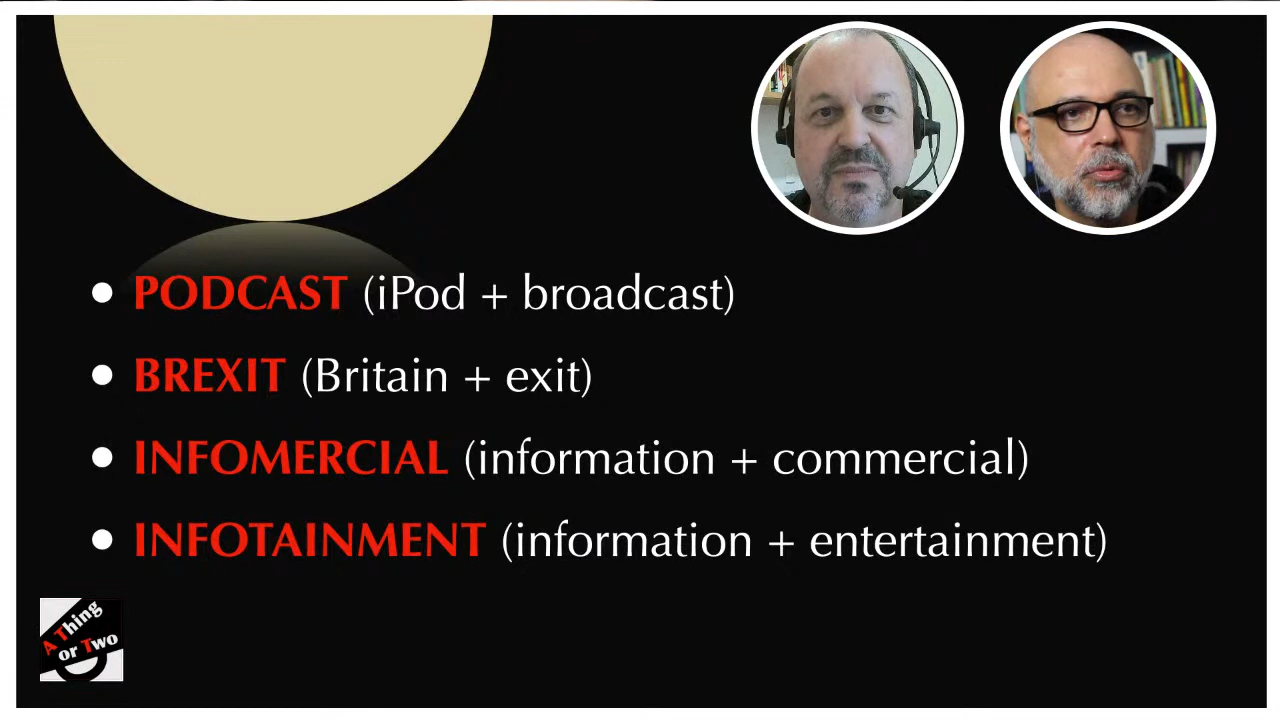 PODCAST (iPod + broadcast)
BREXIT (Britain + exit)
INFOMERCIAL (information + commercial)
INFOTAINMENT (information + entertainment)
A Thing
or Two